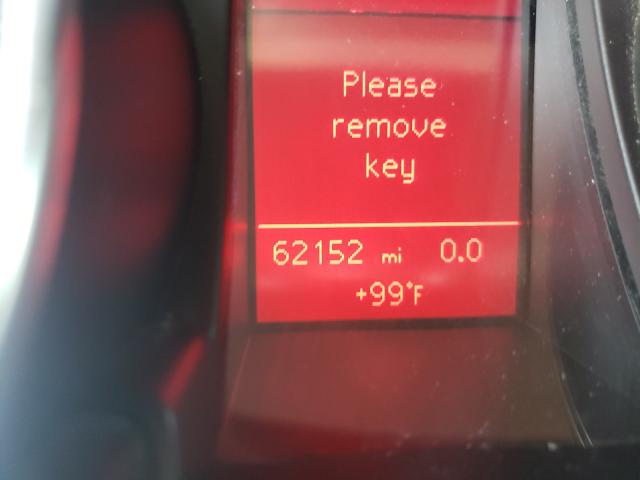 Please
remove
key
62152 mi 0.0
+99°F